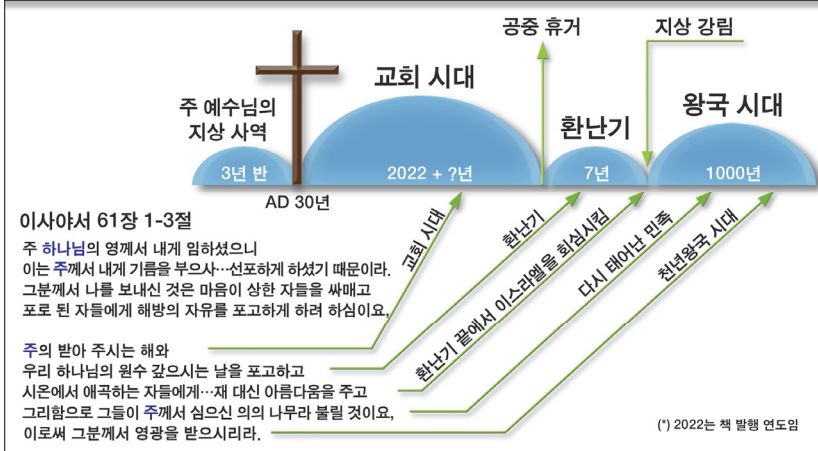 공중 휴거
지상 강림
교회 시대
왕국 시대
주 예수님의
지상 사역
환난기
3년 반
2022 + ?년
7년
1000년
AD 30년
이사야서 61장 1-3절
주 하나님의 영께서 내게 임하셨으니
이는 주께서 내게 기름을 부으사…선포하게 하셨기 때문이라.
그분께서 나를 보내신 것은 마음이 상한 자들을 싸매고
포로 된 자들에게 해방의 자유를 포고하게 하려 하심이요,
주의 받아 주시는 해와
우리 하나님의 원수 갚으시는 날을 포고하고
시온에서 애곡하는 자들에게…재 대신 아름다움을 주고
그리함으로 그들이 주께서 심으신 의의 나무라 불릴 것이요,
이로써 그분께서 영광을 받으시리라.
교회 시대
환난기
환난기 끝에서 이스라엘을 회심시킴
다시 태어난 민족
천년왕국 시대
(*) 2022는 책 발행 연도임